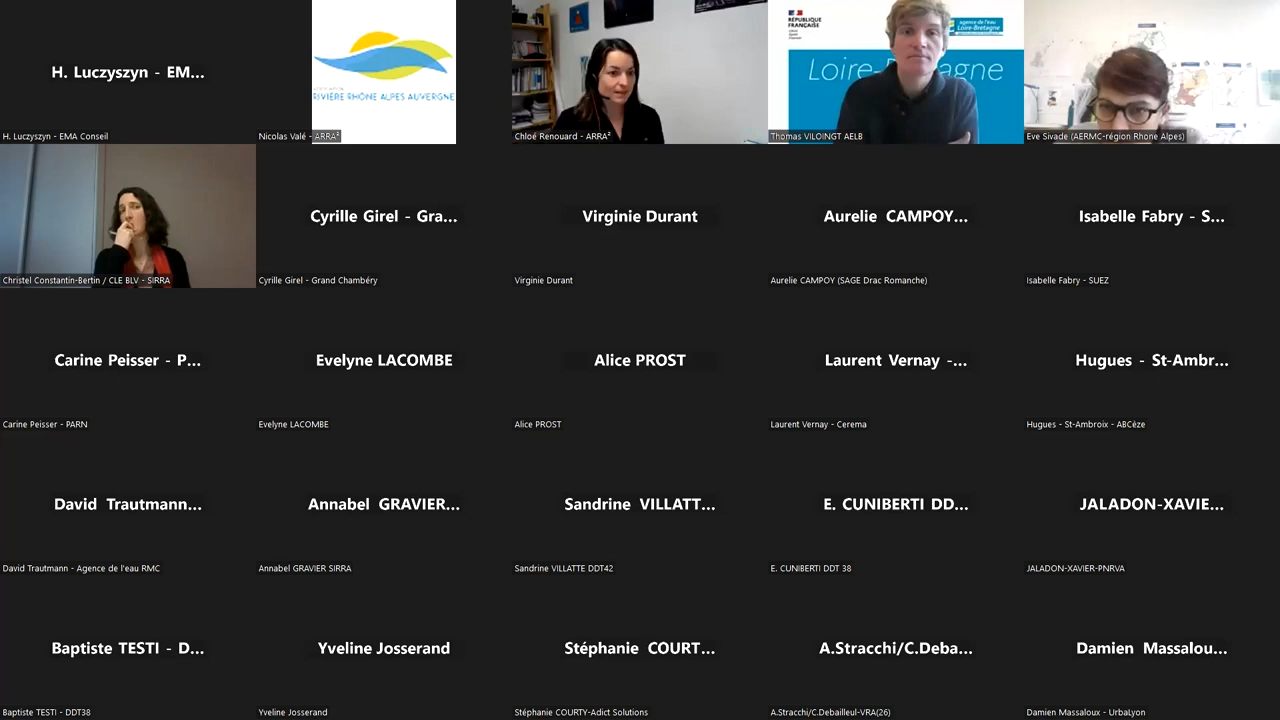 H. Luczyszyn - EM...
H. Luczyszyn - EMA Conseil
RIVIÈRE RHÔNE ALPES AUVERGNE
Nicolas Valé - ARRA²
Chloé Renouard - ARRA²
RÉPUBLIQUE
FRANÇAISE
agence de l'eau
Loire-Bretagne
Thomas VILOINGT AELB
Eve Sivade (AERMC-région Rhone Alpes)
Christel Constantin-Bertin / CLE BLV - SIRRA
Cyrille Girel - Gra...
Cyrille Girel - Grand Chambéry
Virginie Durant
Virginie Durant
Aurelie CAMPOY...
Aurelie CAMPOY (SAGE Drac Romanche)
Isabelle Fabry - S...
Isabelle Fabry - SUEZ
Carine Peisser - P...
Carine Peisser - PARN
Evelyne LACOMBE
Evelyne LACOMBE
Alice PROST
Alice PROST
Laurent Vernay -...
Laurent Vernay - Cerema
Hugues - St-Ambr...
Hugues - St-Ambroix - ABCèze
David Trautmann...
David Trautmann - Agence de l'eau RMC
Annabel GRAVIER...
Annabel GRAVIER SIRRA
Sandrine VILLATT...
Sandrine VILLATTE DDT42
E. CUNIBERTI DD...
E. CUNIBERTI DDT 38
JALADON-XAVIE...
JALADON-XAVIER-PNRVA
Baptiste TESTI - D...
Baptiste TESTI - DDT38
Yveline Josserand
Yveline Josserand
Stéphanie COURT...
Stéphanie COURTY-Adict Solutions
A.Stracchi/C.Deba...
A.Stracchi/C.Debailleul-VRA(26)
Damien Massalou...
Damien Massaloux - UrbaLyon